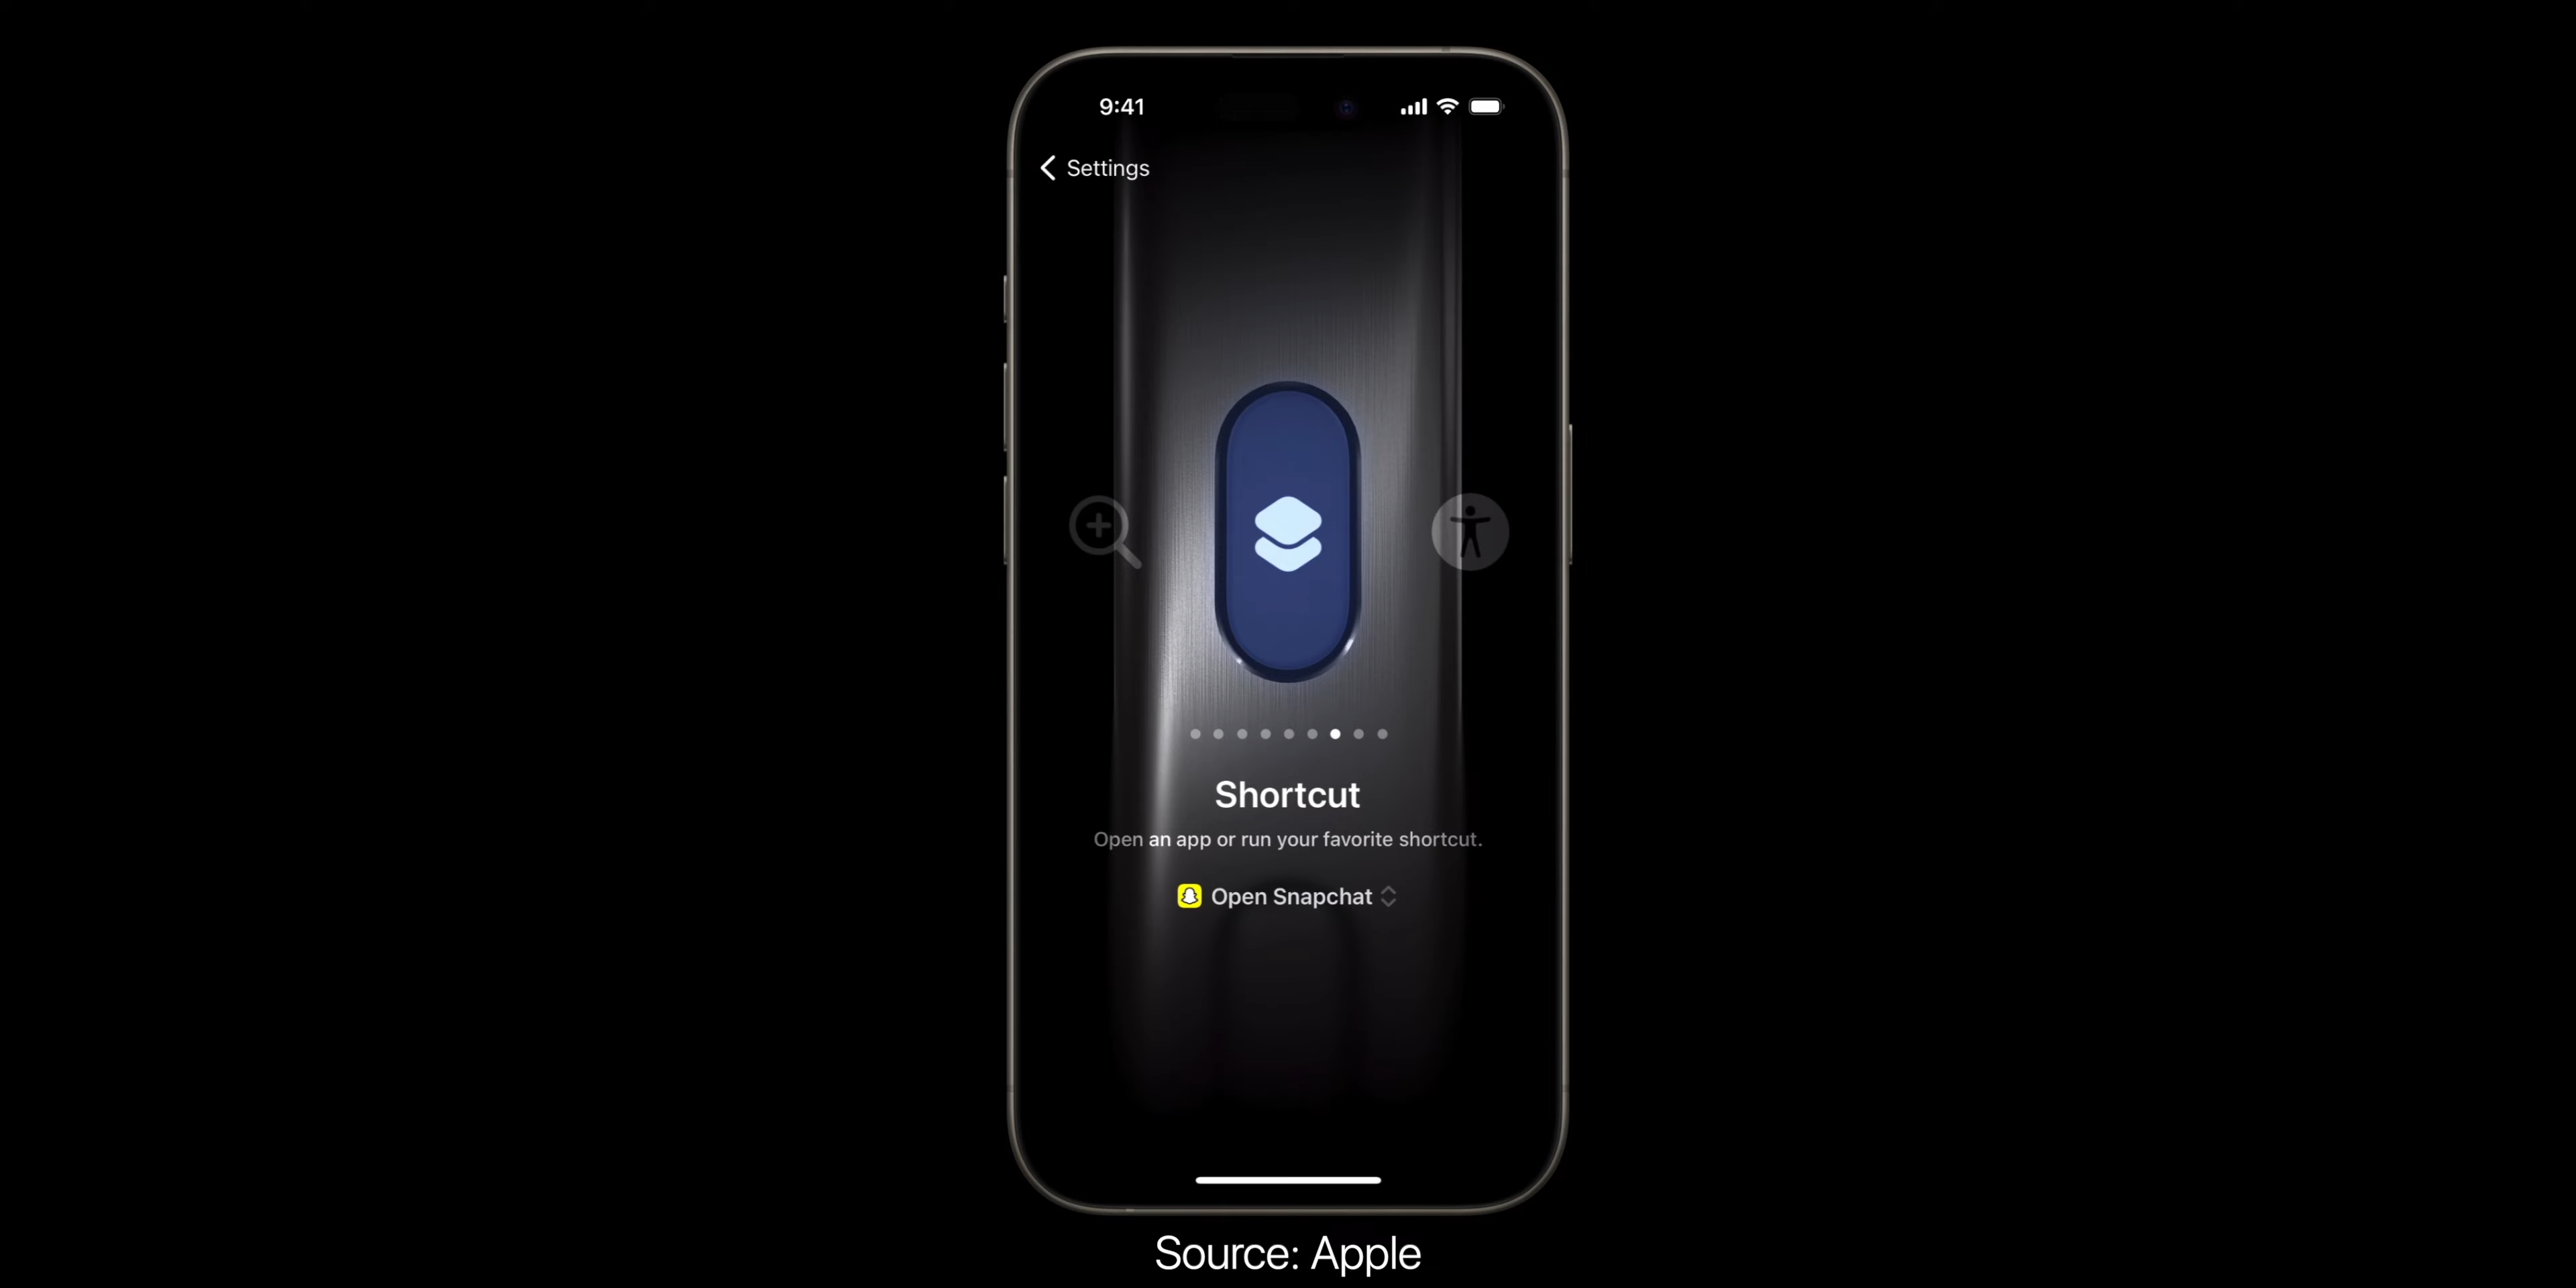 9:41
Settings
Shortcut
Open an app or run your favorite shortcut.
Open Snapchat
Source: Apple